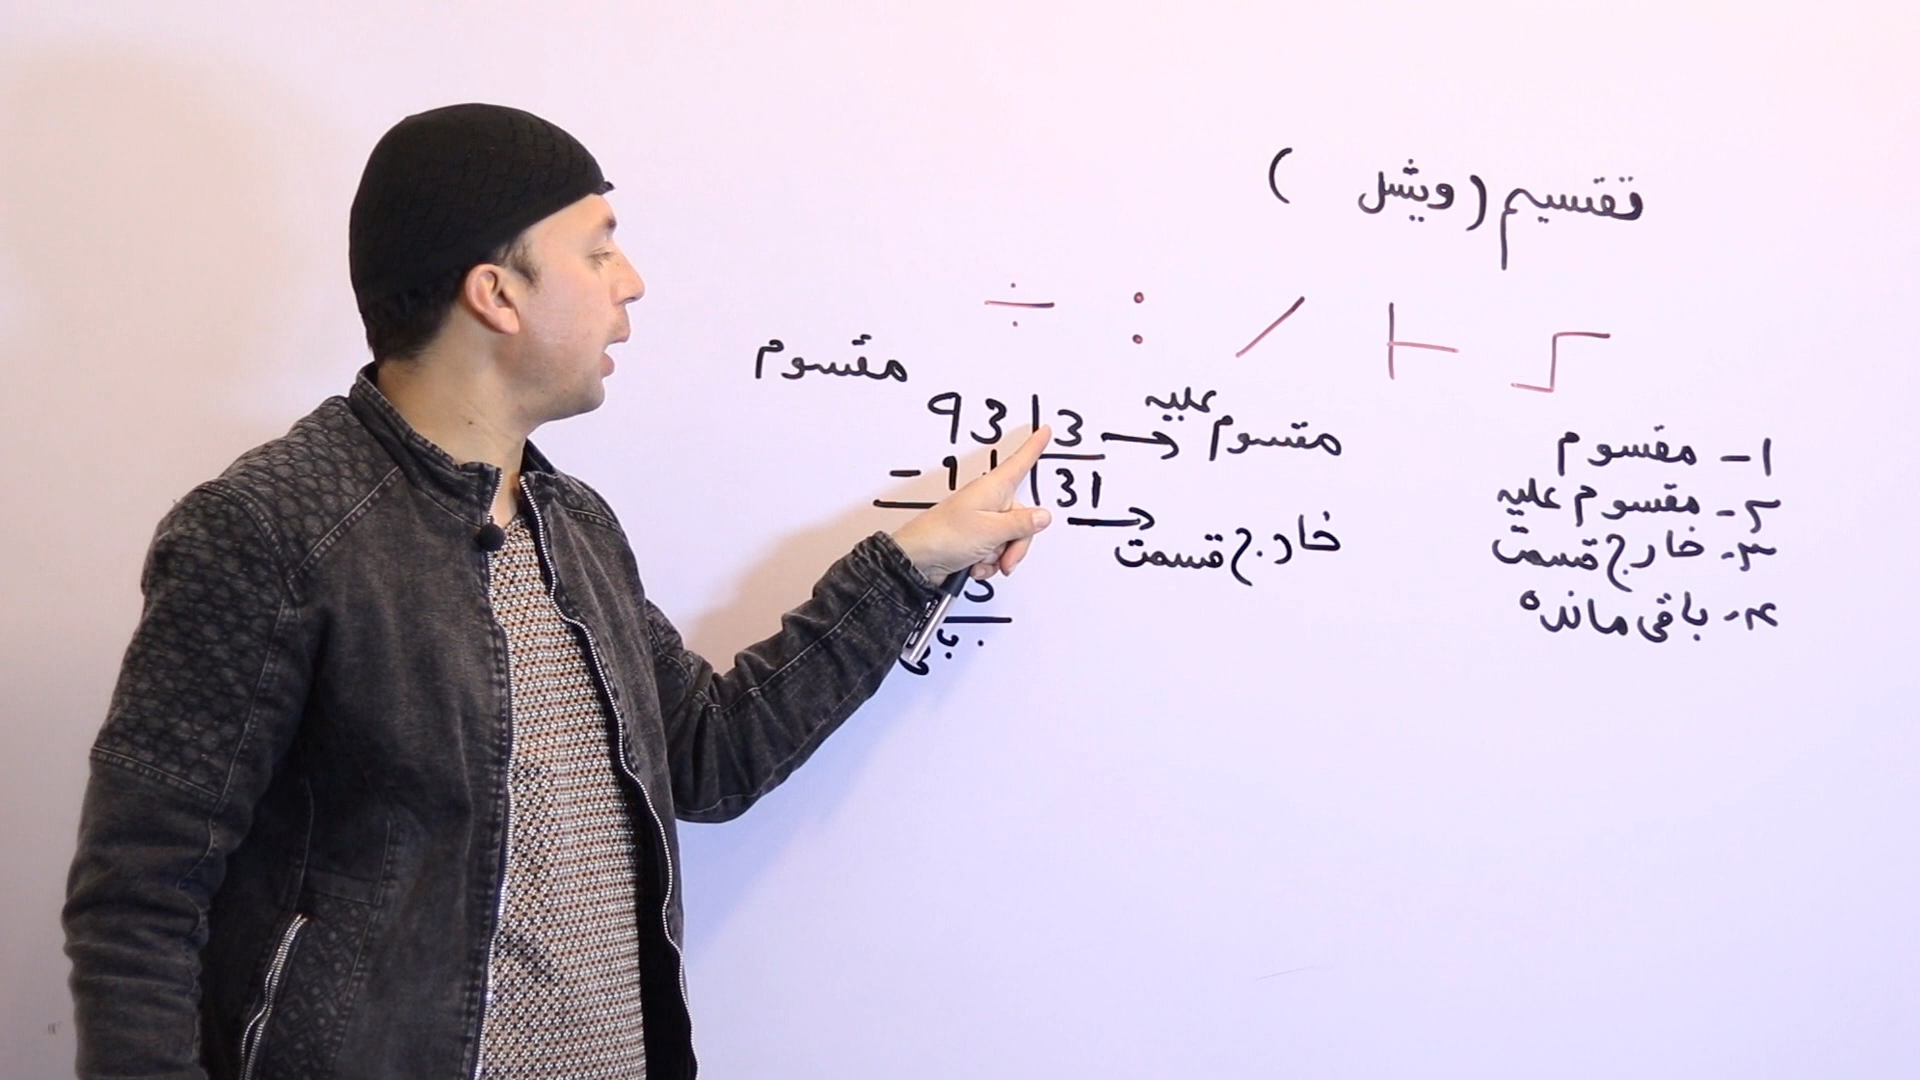 تقسیم (ویشل )
÷ : /
مقسوم
93 3 → مقسوم علیه
- 9 31
→ خارج قسمت
3
۱- مقسوم
۲- مقسوم علیه
۳- خارج قسمت
۴- باقی مانده